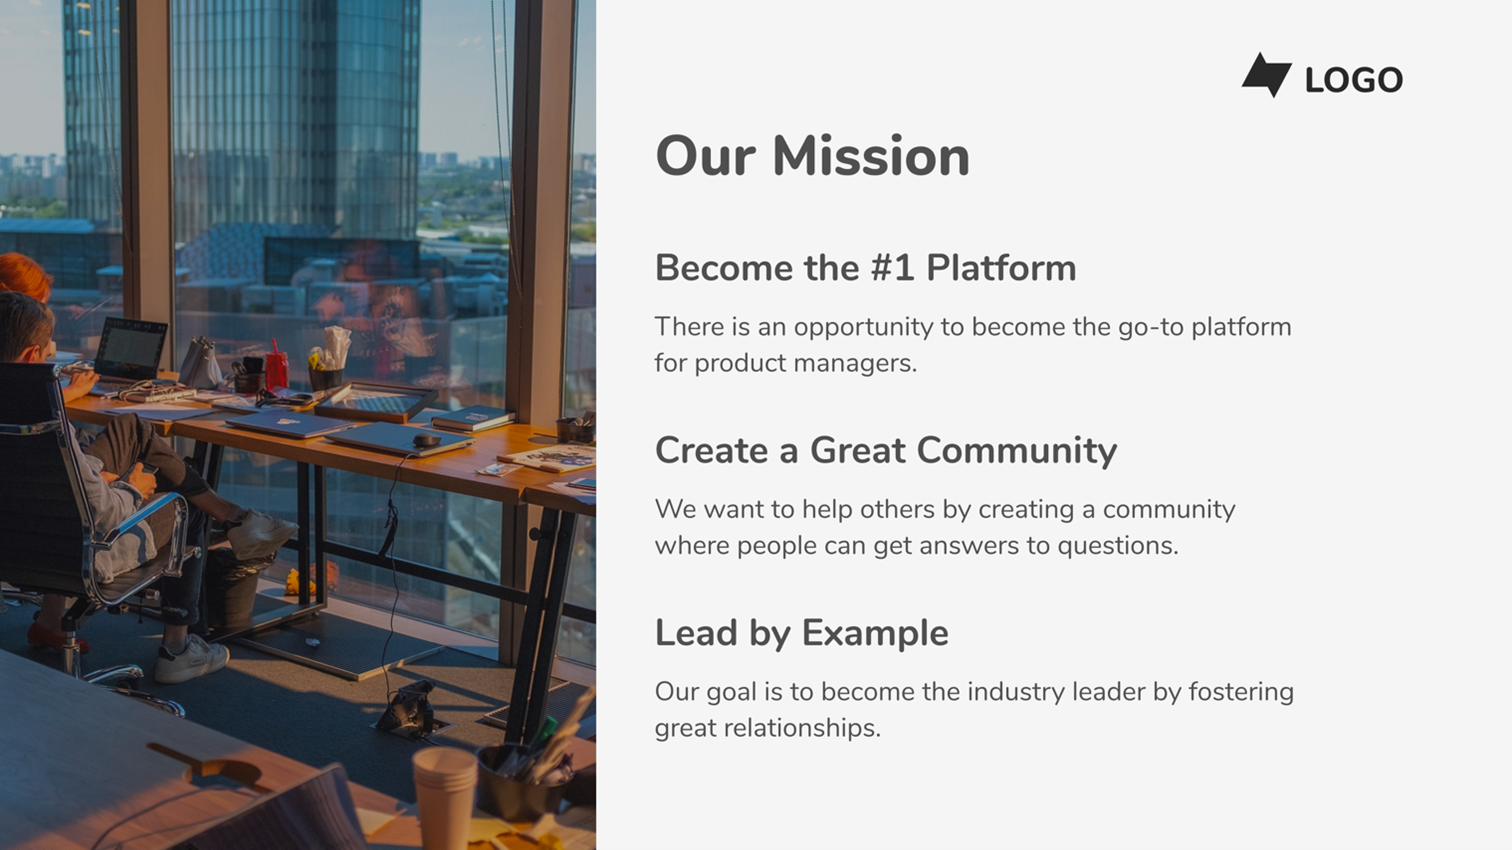 LOGO
Our Mission
Become the #1 Platform
There is an opportunity to become the go-to platform
for product managers.
Create a Great Community
We want to help others by creating a community
where people can get answers to questions.
Lead by Example
Our goal is to become the industry leader by fostering
great relationships.